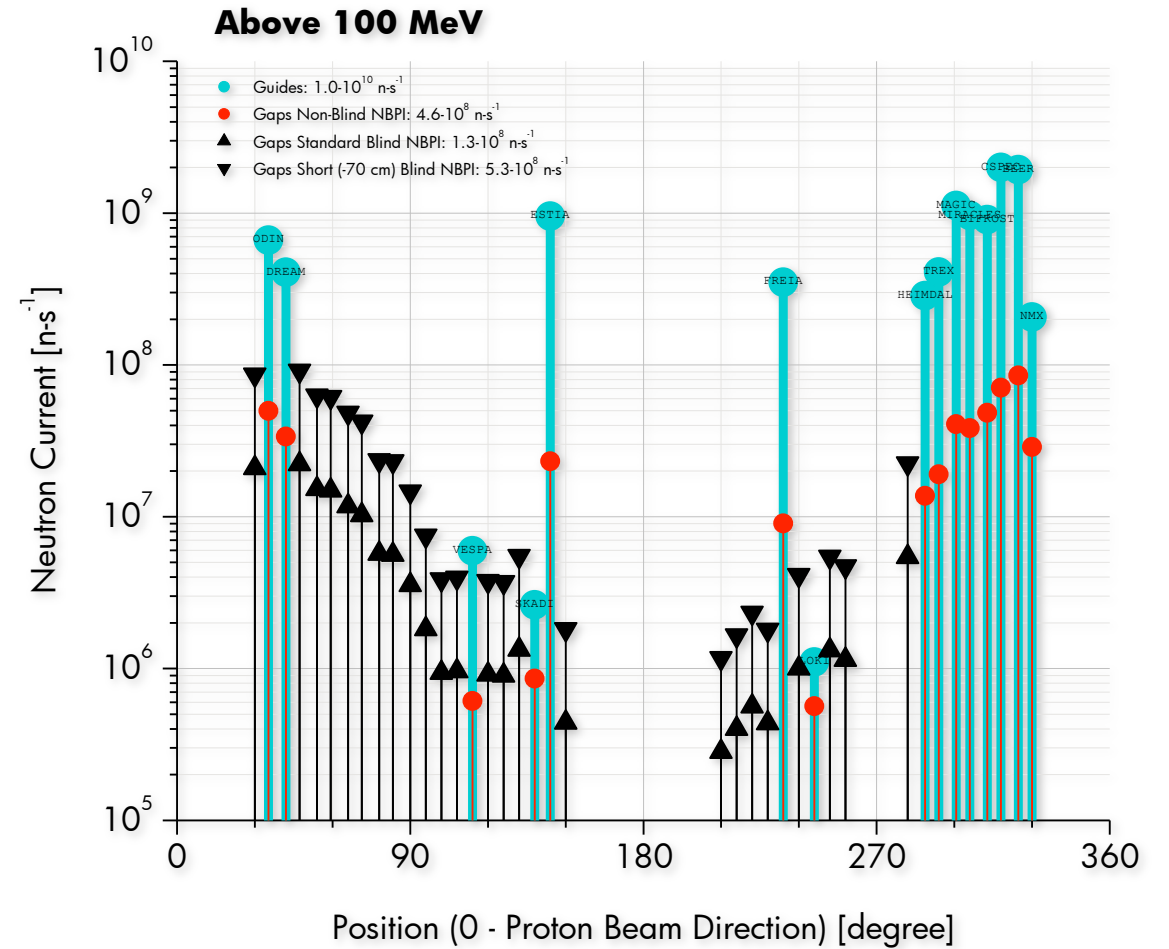 Above 100 MeV
Guides: 1.0-10¹⁰ n-s⁻¹
Gaps Non-Blind NBPI: 4.6-10⁸ n-s⁻¹
Gaps Standard Blind NBPI: 1.3-10⁸ n-s⁻¹
Gaps Short (-70 cm) Blind NBPI: 5.3-10⁸ n-s⁻¹
10¹⁰
10⁹
10⁸
10⁷
10⁶
10⁵
Neutron Current [n-s⁻¹]
ODIN
DREAM
VESPA
SKADI
ESTIA
FREIA
LOKI
HEIMDAL
TREX
MAGIC
MIRACLES
BIFROST
CSPEC
BEER
NMX
0 90 180 270 360
Position (0 - Proton Beam Direction) [degree]